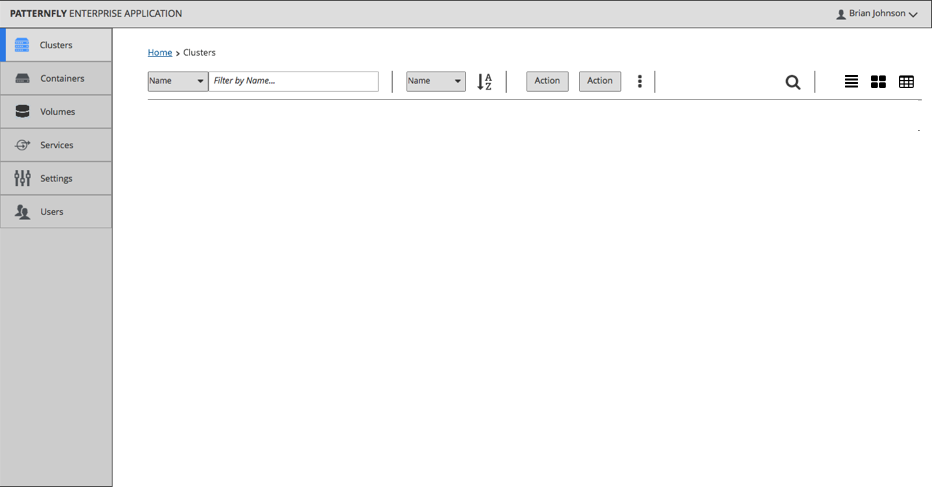 PATTERNFLY ENTERPRISE APPLICATION
Brian Johnson
Clusters
Containers
Volumes
Services
Settings
Users
Home > Clusters
Name Filter by Name... Name A Z Action Action